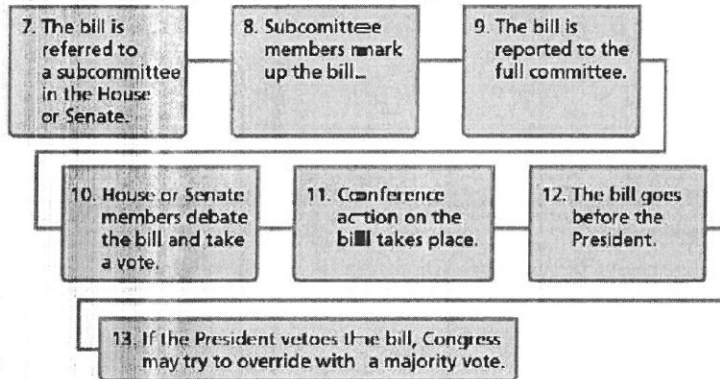 7. The bill is
referred to
a subcommittee
in the House
or Senate.
8. Subcomittee
members mark
up the bill.
9. The bill is
reported to the
full committee.
10. House or Senate
members debate
the bill and take
a vote.
11. Conference
action on the
bill takes place.
12. The bill goes
before the
President.
13. If the President vetoes the bill, Congress
may try to override with a majority vote.